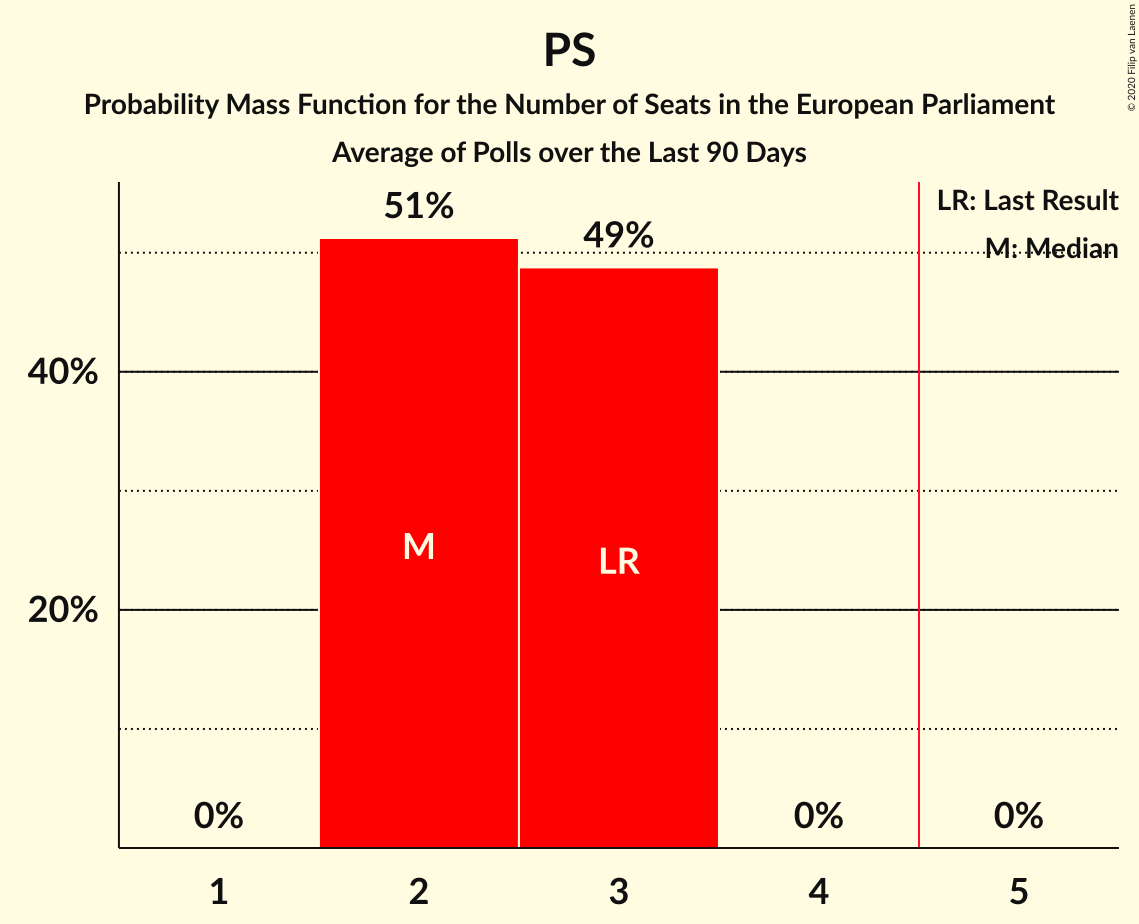 PS
Probability Mass Function for the Number of Seats in the European Parliament
Average of Polls over the Last 90 Days
© 2020 Filip van Laenen
LR: Last Result
M: Median
51%
49%
40%
20%
M
LR
0%
0%
0%
1 2 3 4 5